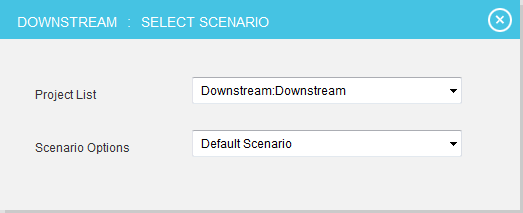 DOWNSTREAM : SELECT SCENARIO
Project List Downstream:Downstream
Scenario Options Default Scenario